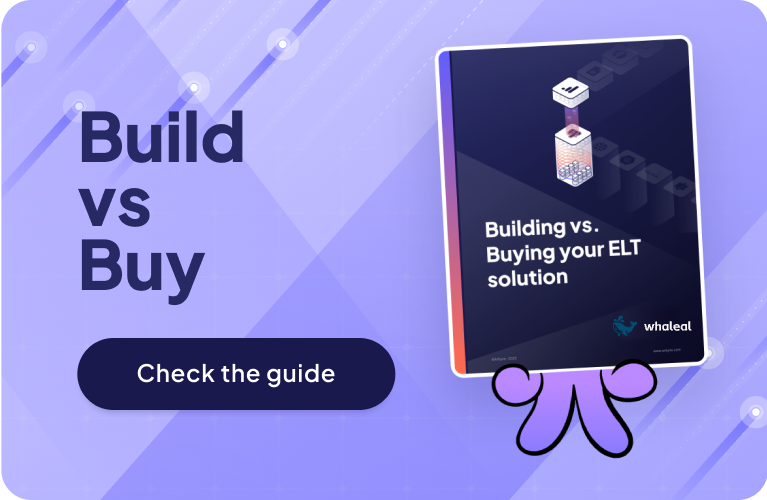 Build
vs
Buy
Check the guide
Building vs.
Buying your ELT
solution
whaleal